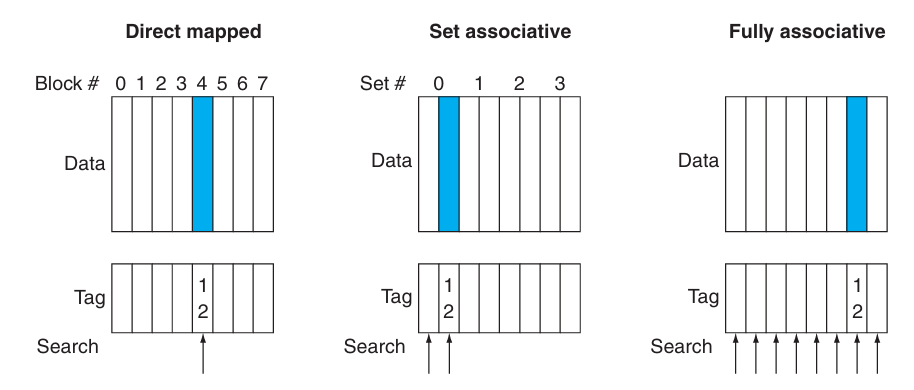 Direct mapped
Set associative
Fully associative
Block # 0 1 2 3 4 5 6 7
Set # 0 1 2 3
Data
Data
Data
Tag
1
2
Tag
1
2
Tag
1
2
Search
Search
Search